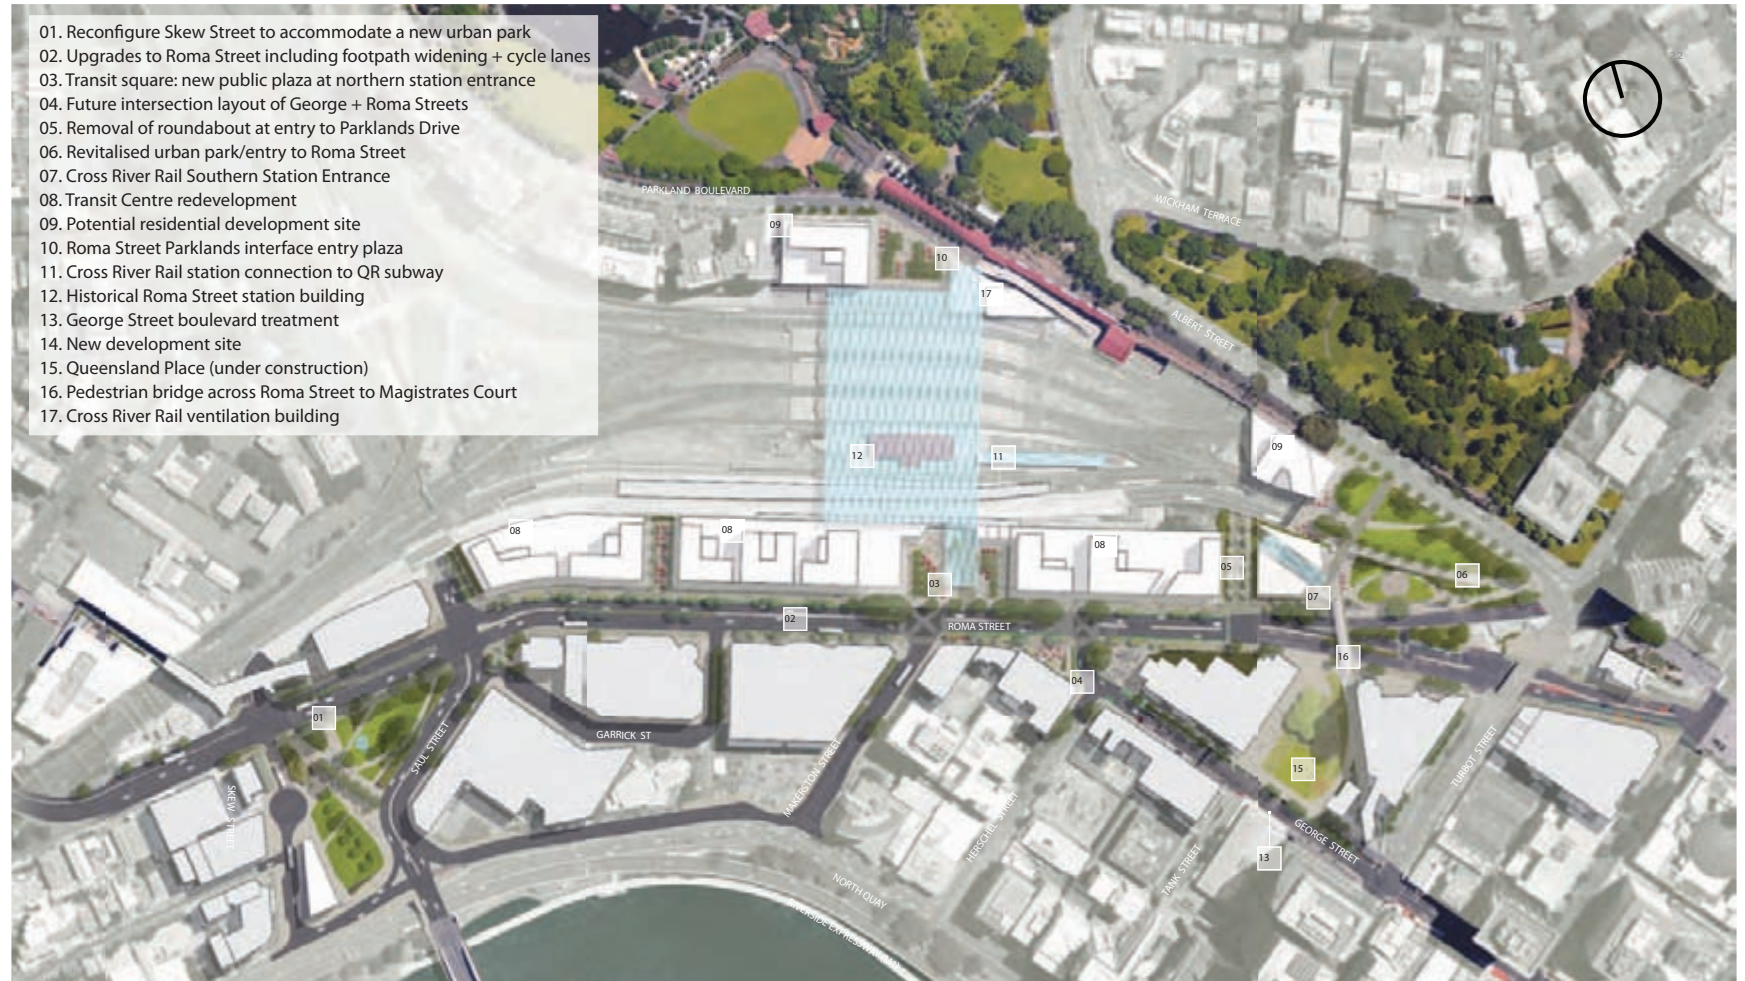 01. Reconfigure Skew Street to accommodate a new urban park
02. Upgrades to Roma Street including footpath widening + cycle lanes
03. Transit square: new public plaza at northern station entrance
04. Future intersection layout of George + Roma Streets
05. Removal of roundabout at entry to Parklands Drive
06. Revitalised urban park/entry to Roma Street
07. Cross River Rail Southern Station Entrance
08. Transit Centre redevelopment
09. Potential residential development site
10. Roma Street Parklands interface entry plaza
11. Cross River Rail station connection to QR subway
12. Historical Roma Street station building
13. George Street boulevard treatment
14. New development site
15. Queensland Place (under construction)
16. Pedestrian bridge across Roma Street to Magistrates Court
17. Cross River Rail ventilation building
PARKLAND BOULEVARD
WICKHAM TERRACE
09
10
17
ALBERT STREET
12
11
09
08
08
08
05
03
07
06
02
ROMA STREET
16
04
01
SAUL STREET
GARRICK ST
MAKERSTON STREET
HERSCHEL STREET
TURBOT STREET
15
SKEW STREET
GEORGE STREET
13
TANK STREET
NORTH QUAY
RIVERSIDE EXPRESSWAY